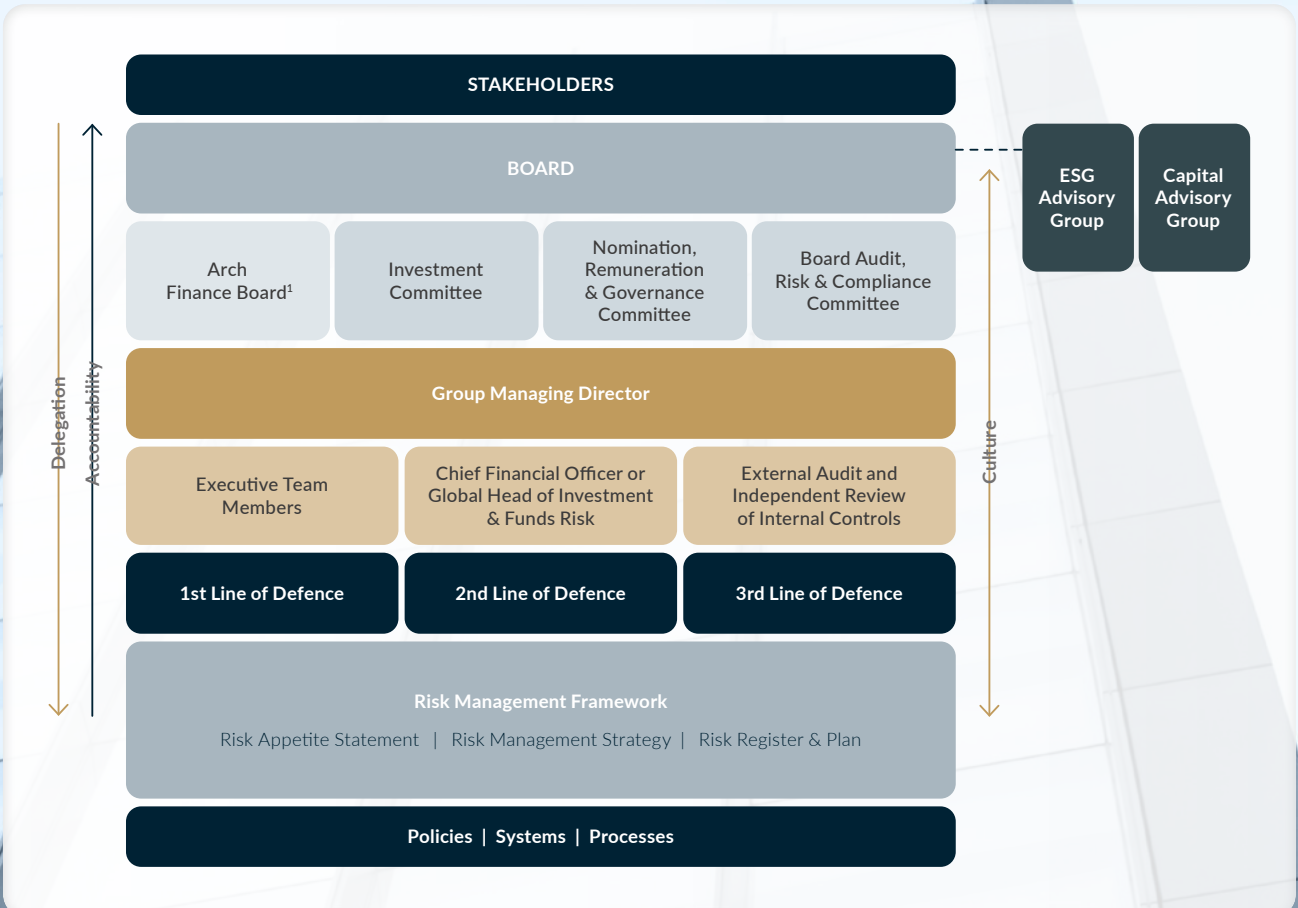 STAKEHOLDERS
BOARD
ESG
Advisory
Group
Capital
Advisory
Group
Arch
Finance Board¹
Investment
Committee
Nomination,
Remuneration
& Governance
Committee
Board Audit,
Risk & Compliance
Committee
Group Managing Director
Delegation
Accountability
Culture
Executive Team
Members
Chief Financial Officer or
Global Head of Investment
& Funds Risk
External Audit and
Independent Review
of Internal Controls
1st Line of Defence
2nd Line of Defence
3rd Line of Defence
Risk Management Framework
Risk Appetite Statement | Risk Management Strategy | Risk Register & Plan
Policies | Systems | Processes